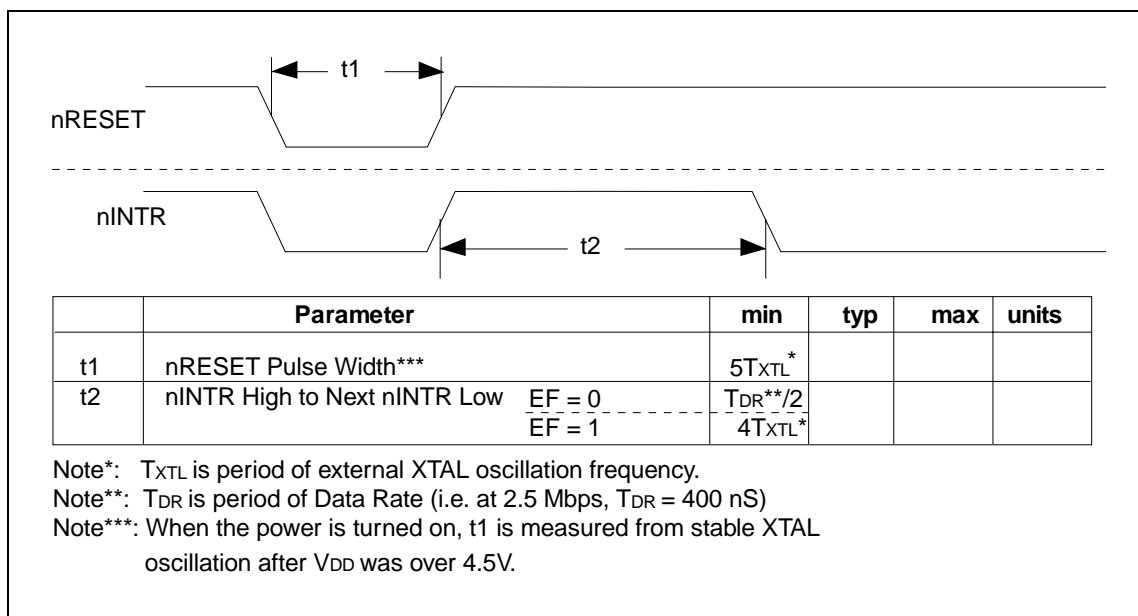 t1
nRESET
nINTR
t2
Parameter min typ max units
t1 nRESET Pulse Width*** 5TXTL*
t2 nINTR High to Next nINTR Low EF = 0 TDR**/2
EF = 1 4TXTL*
Note*: TXTL is period of external XTAL oscillation frequency.
Note**: TDR is period of Data Rate (i.e. at 2.5 Mbps, TDR = 400 nS)
Note***: When the power is turned on, t1 is measured from stable XTAL
oscillation after VDD was over 4.5V.